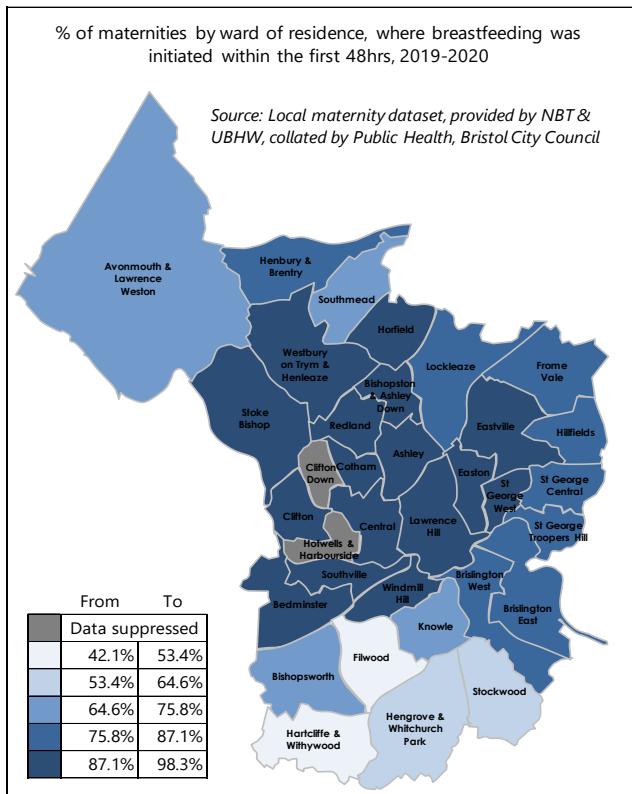 % of maternities by ward of residence, where breastfeeding was
initiated within the first 48hrs, 2019-2020
Source: Local maternity dataset, provided by NBT &
UBHW, collated by Public Health, Bristol City Council
Avonmouth &
Lawrence
Weston
Henbury &
Brentry
Southmead
Horfield
Westbury
on Trym &
Henleaze
Lockleaze
Frome
Vale
Bishopston
& Ashley
Down
Stoke
Bishop
Redland
Eastville
Hillfields
Clifton
Down
Cotham
Ashley
Easton
St
George
West
St George
Central
Clifton
Central
Lawrence
Hill
St George
Troopers Hill
Hotwells &
Harbourside
Southville
Windmill
Hill
Brislington
West
Bedminster
Brislington
East
Knowle
Filwood
Bishopsworth
Stockwood
Hengrove &
Whitchurch
Park
Hartcliffe &
Withywood
From To
Data suppressed
42.1% 53.4%
53.4% 64.6%
64.6% 75.8%
75.8% 87.1%
87.1% 98.3%